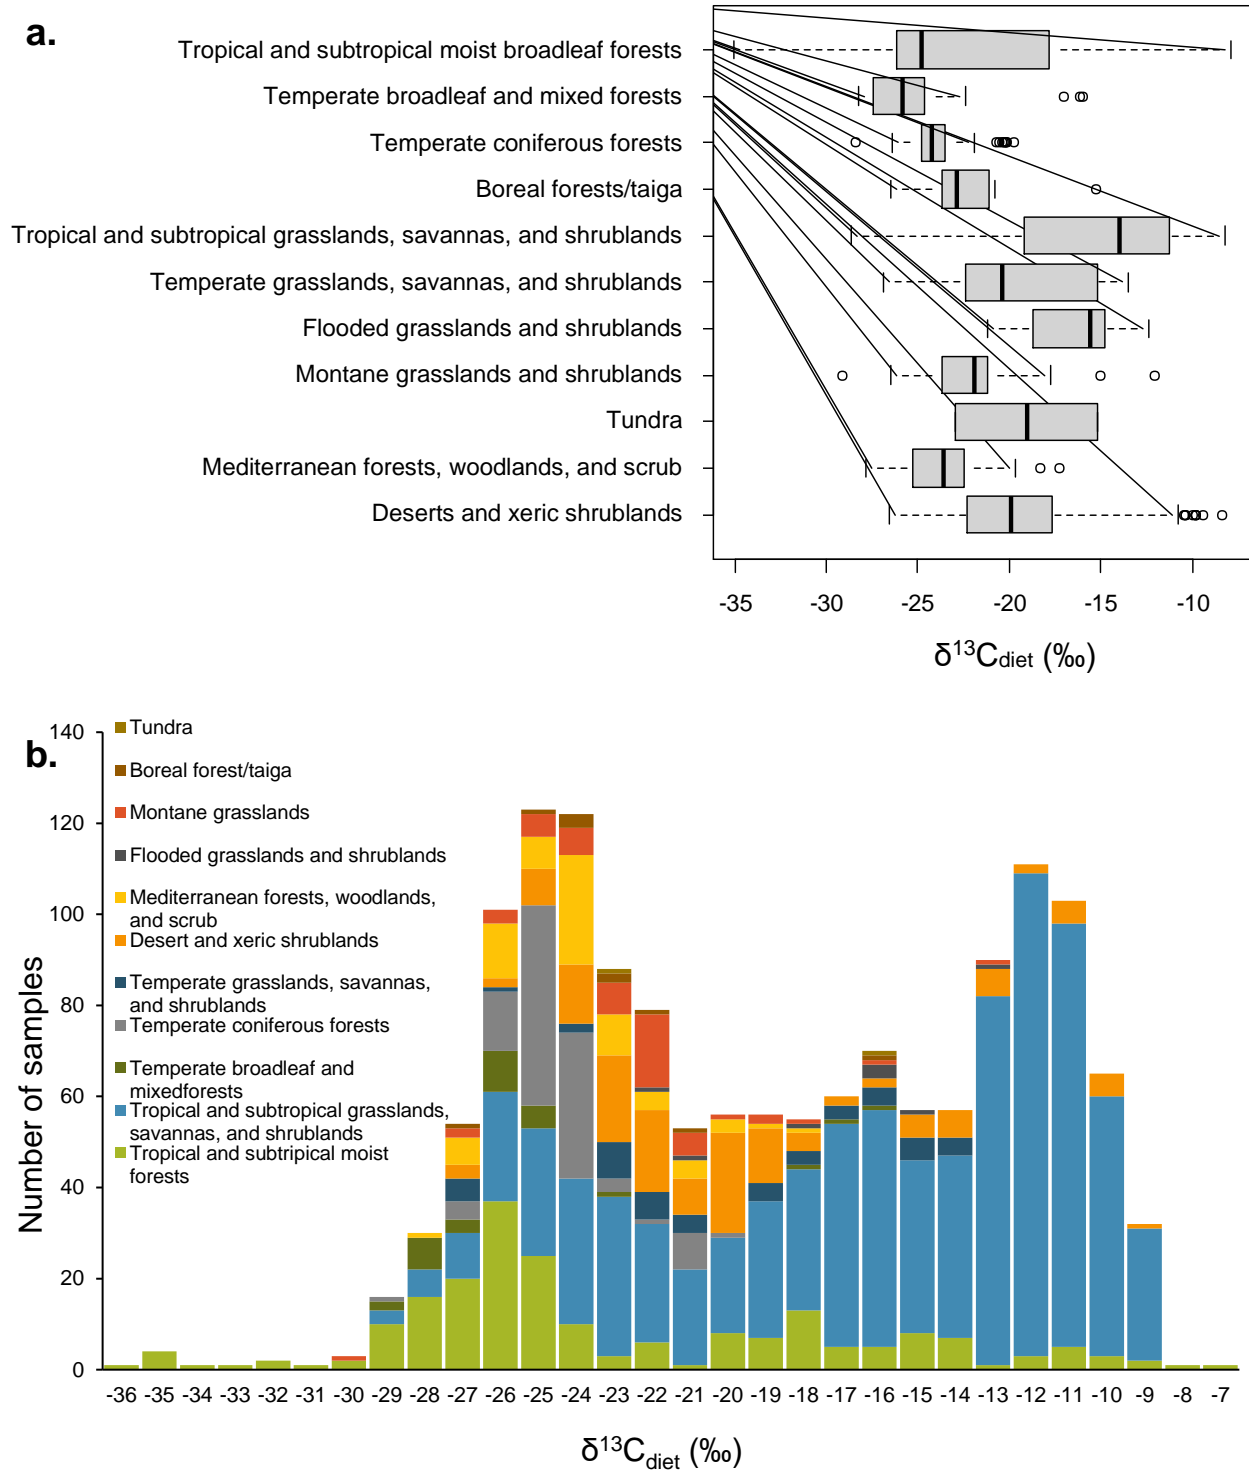 a.
Tropical and subtropical moist broadleaf forests
Temperate broadleaf and mixed forests
Temperate coniferous forests
Boreal forests/taiga
Tropical and subtropical grasslands, savannas, and shrublands
Temperate grasslands, savannas, and shrublands
Flooded grasslands and shrublands
Montane grasslands and shrublands
Tundra
Mediterranean forests, woodlands, and scrub
Deserts and xeric shrublands
-35 -30 -25 -20 -15 -10
δ13Cdiet (‰)
b.
Number of samples
140
120
100
80
60
40
20
0
Tundra
Boreal forest/taiga
Montane grasslands
Flooded grasslands and shrublands
Mediterranean forests, woodlands,
and scrub
Desert and xeric shrublands
Temperate grasslands, savannas,
and shrublands
Temperate coniferous forests
Temperate broadleaf and
mixedforests
Tropical and subtropical grasslands,
savannas, and shrublands
Tropical and subtripical moist
forests
-36 -35 -34 -33 -32 -31 -30 -29 -28 -27 -26 -25 -24 -23 -22 -21 -20 -19 -18 -17 -16 -15 -14 -13 -12 -11 -10 -9 -8 -7
δ13Cdiet (‰)